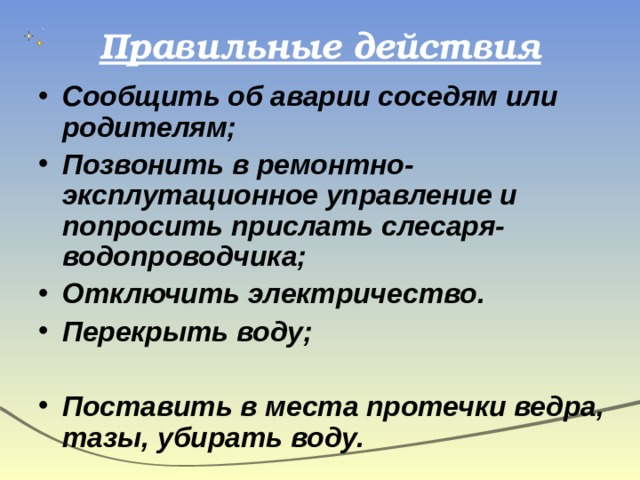 Правильные действия
• Сообщить об аварии соседям или
родителям;
• Позвонить в ремонтно-
эксплутационное управление и
попросить прислать слесаря-
водопроводчика;
• Отключить электричество.
• Перекрыть воду;
• Поставить в места протечки ведра,
тазы, убирать воду.